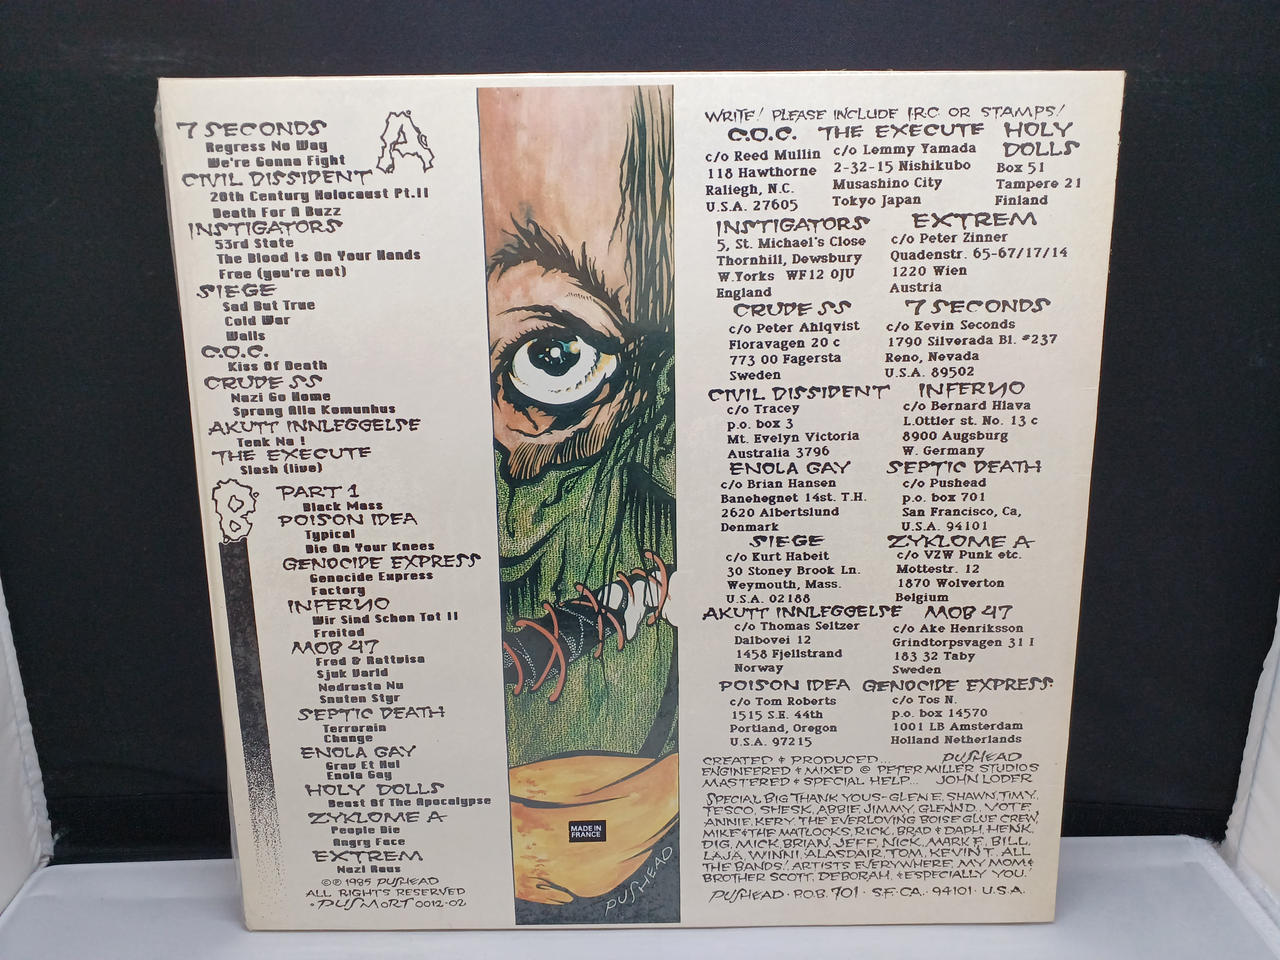 A
7 SECONDS
Regress No Way
We're Gonna Fight
CIVIL DISSIDENT
20th Century Holocaust Pt.II
Death For A Buzz
INSTIGATORS
53rd State
The Blood Is On Your Hands
Free (you're not)
SIEGE
Sad But True
Cold War
Walls
C.O.C.
Kiss Of Death
CRUDE SS
Nazi Go Home
Sprang Alla Komunhus
AKUTT INNLEGGELSE
Tenk Na !
THE EXECUTE
Slash (live)
B
PART 1
Black Mass
POISON IDEA
Typical
Die On Your Knees
GENOCIDE EXPRESS
Genocide Express
Factory
INFERNO
Wir Sind Schon Tot II
Freitod
MOB 47
Fred & Rattvisa
Sjuk Varld
Nedrusta Nu
Snuten Styr
SEPTIC DEATH
Terrorain
Change
ENOLA GAY
Grav Et Hul
Enola Gay
HOLY DOLLS
Beast Of The Apocalypse
ZYKLOME A
People Die
Angry Face
EXTREM
Nazi Raus
©℗ 1985 PUSHEAD
ALL RIGHTS RESERVED
• PUSMORT 0012-02
MADE IN
FRANCE
PUSHEAD
WRITE! PLEASE INCLUDE I.R.C. OR STAMPS!
C.O.C.
c/o Reed Mullin
118 Hawthorne
Raliegh, N.C.
U.S.A. 27605
THE EXECUTE
c/o Lemmy Yamada
2-32-15 Nishikubo
Musashino City
Tokyo Japan
HOLY
DOLLS
Box 51
Tampere 21
Finland
INSTIGATORS
5, St. Michael's Close
Thornhill, Dewsbury
W.Yorks WF12 0JU
England
EXTREM
c/o Peter Zinner
Quadenstr. 65-67/17/14
1220 Wien
Austria
CRUDE SS
c/o Peter Ahlqvist
Floravagen 20 c
773 00 Fagersta
Sweden
7 SECONDS
c/o Kevin Seconds
1790 Silverada Bl. #237
Reno, Nevada
U.S.A. 89502
CIVIL DISSIDENT
c/o Tracey
p.o. box 3
Mt. Evelyn Victoria
Australia 3796
INFERNO
c/o Bernard Hlava
L.Ottler st. No. 13 c
8900 Augsburg
W. Germany
ENOLA GAY
c/o Brian Hansen
Banehegnet 14st. T.H.
2620 Albertslund
Denmark
SEPTIC DEATH
c/o Pushead
p.o. box 701
San Francisco, Ca,
U.S.A. 94101
SIEGE
c/o Kurt Habeit
30 Stoney Brook Ln.
Weymouth, Mass.
U.S.A. 02188
ZYKLOME A
c/o VZW Punk etc.
Mottestr. 12
1870 Wolverton
Belgium
AKUTT INNLEGGELSE
c/o Thomas Seltzer
Dalbovei 12
1458 Fjellstrand
Norway
MOB 47
c/o Ake Henriksson
Grindtorpsvagen 31 I
183 32 Taby
Sweden
POISON IDEA
c/o Tom Roberts
1515 S.E. 44th
Portland, Oregon
U.S.A. 97215
GENOCIDE EXPRESS:
c/o Tos N.
p.o. box 14570
1001 LB Amsterdam
Holland Netherlands
CREATED & PRODUCED... PUSHEAD
ENGINEERED & MIXED @ PETER MILLER STUDIOS
MASTERED & SPECIAL HELP... JOHN LODER
SPECIAL BIG THANK YOUS - GLEN E, SHAWN, TIMY,
TESCO, SHESK, ABBIE, JIMMY, GLENN D., VOTE,
ANNIE, KERY, THE EVERLOVING BOISE GLUE CREW,
MIKE & THE MATLOCKS, RICK, BRAD & DAPH, HENK,
DIG, MICK, BRIAN, JEFF, NICK, MARK E, BILL,
LAJA, WINNI, ALASDAIR, TOM, KEVIN T., ALL
THE BANDS! ARTISTS EVERYWHERE, MY MOM &
BROTHER SCOTT, DEBORAH, & ESPECIALLY YOU!
PUSHEAD • P.O.B. 701 • S.F. CA. • 94101 • U.S.A.